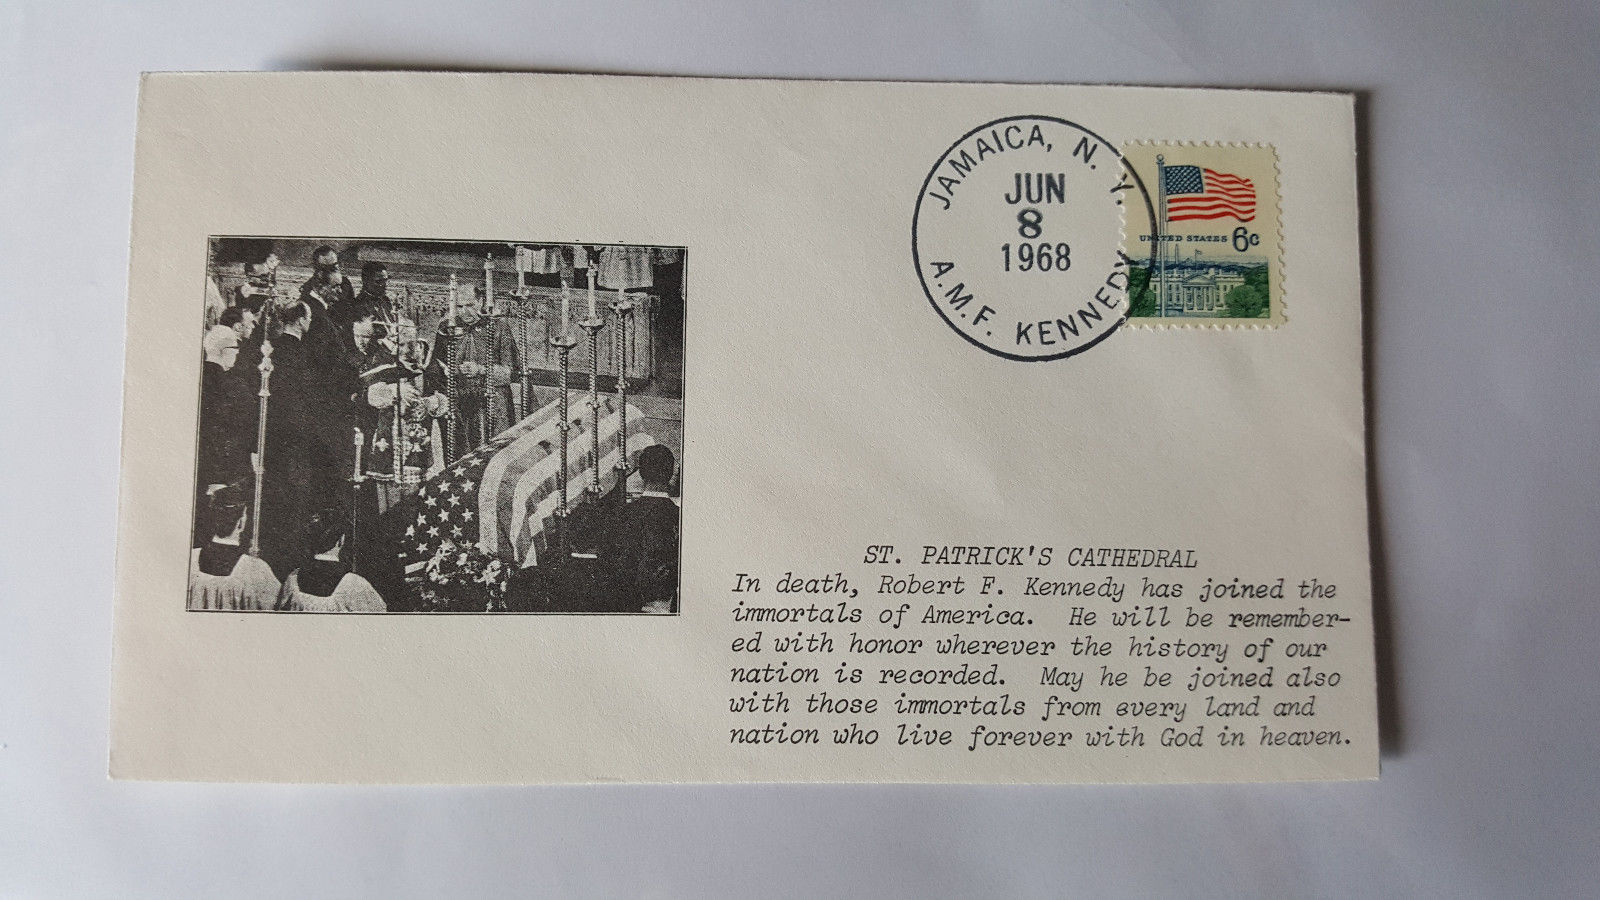 JAMAICA, N. Y.
JUN
8
1968
A.M.F. KENNEDY
UNITED STATES 6c
ST. PATRICK'S CATHEDRAL
In death, Robert F. Kennedy has joined the
immortals of America. He will be remember-
ed with honor wherever the history of our
nation is recorded. May he be joined also
with those immortals from every land and
nation who live forever with God in heaven.